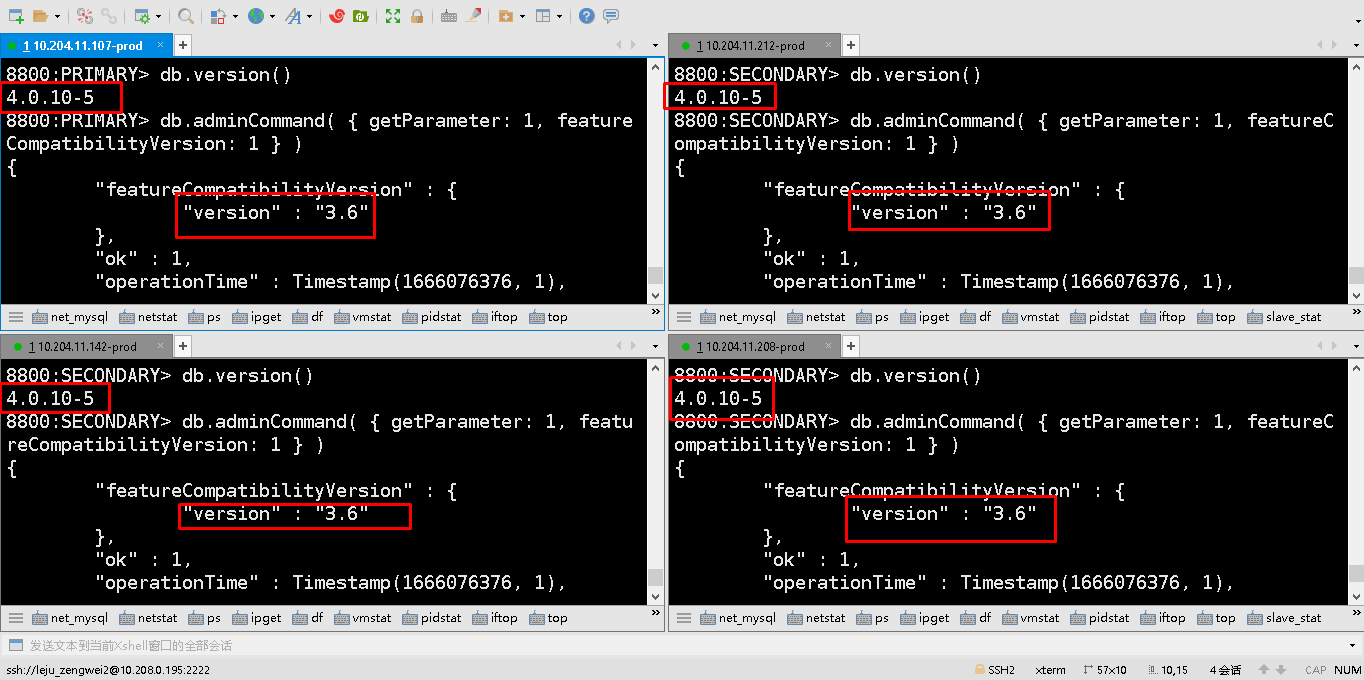 1 10.204.11.107-prod × +
8800:PRIMARY> db.version()
4.0.10-5
8800:PRIMARY> db.adminCommand( { getParameter: 1, feature
CompatibilityVersion: 1 } )
{
"featureCompatibilityVersion" : {
"version" : "3.6"
},
"ok" : 1,
"operationTime" : Timestamp(1666076376, 1),
net_mysql netstat ps ipget df vmstat pidstat iftop top »
1 10.204.11.212-prod × +
8800:SECONDARY> db.version()
4.0.10-5
8800:SECONDARY> db.adminCommand( { getParameter: 1, featureC
ompatibilityVersion: 1 } )
{
"featureCompatibilityVersion" : {
"version" : "3.6"
},
"ok" : 1,
"operationTime" : Timestamp(1666076376, 1),
net_mysql netstat ps ipget df vmstat pidstat iftop top slave_stat »
1 10.204.11.142-prod × +
8800:SECONDARY> db.version()
4.0.10-5
8800:SECONDARY> db.adminCommand( { getParameter: 1, featu
reCompatibilityVersion: 1 } )
{
"featureCompatibilityVersion" : {
"version" : "3.6"
},
"ok" : 1,
"operationTime" : Timestamp(1666076376, 1),
net_mysql netstat ps ipget df vmstat pidstat iftop top »
1 10.204.11.208-prod × +
8800:SECONDARY> db.version()
4.0.10-5
8800:SECONDARY> db.adminCommand( { getParameter: 1, featureC
ompatibilityVersion: 1 } )
{
"featureCompatibilityVersion" : {
"version" : "3.6"
},
"ok" : 1,
"operationTime" : Timestamp(1666076376, 1),
net_mysql netstat ps ipget df vmstat pidstat iftop top slave_stat »
发送文本到当前Xshell窗口的全部会话
ssh://leju_zengwei2@10.208.0.195:2222 SSH2 xterm 57x10 10,15 4 会话 CAP NUM